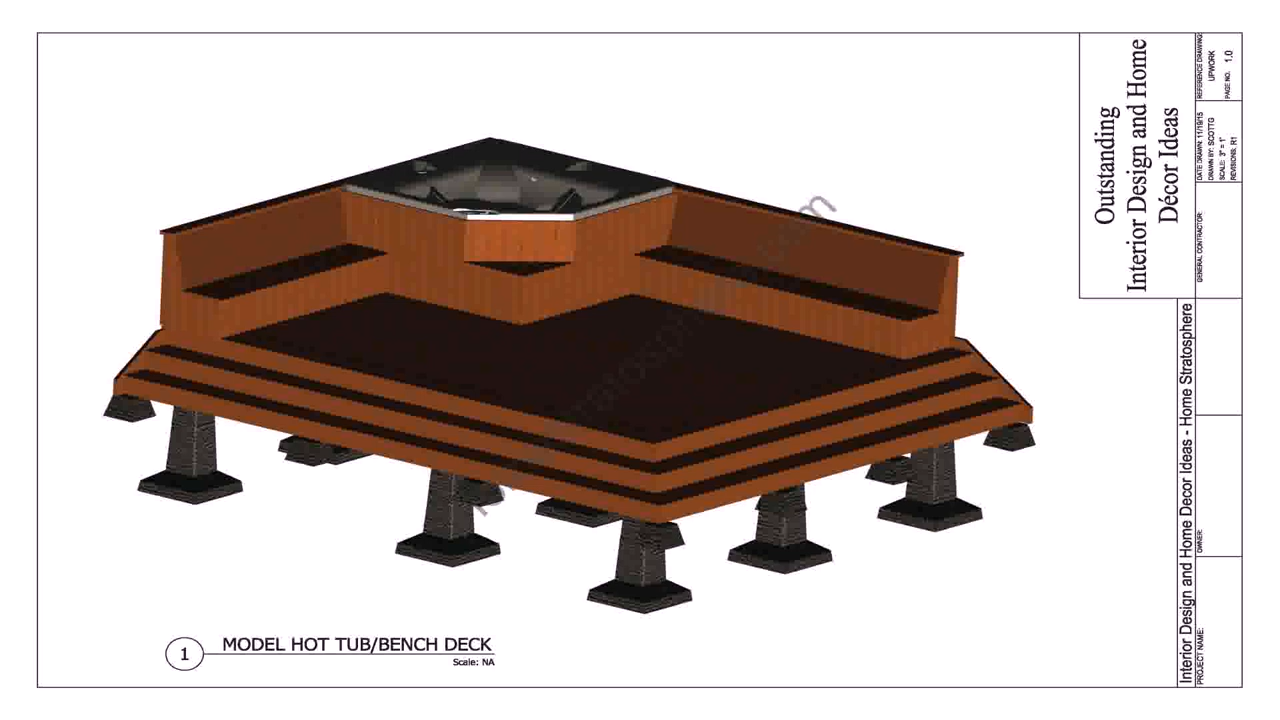 Outstanding
Interior Design and Home
Décor Ideas
REFERENCE DRAWING:
UPWORK
PAGE NO. 1.0
DATE DRAWN: 11/19/15
DRAWN BY: SCOTTG
SCALE: 3" = 1'
REVISIONS: R1
GENERAL CONTRACTOR:
OWNER:
Interior Design and Home Decor Ideas - Home Stratosphere
PROJECT NAME:
1
MODEL HOT TUB/BENCH DECK
Scale: NA